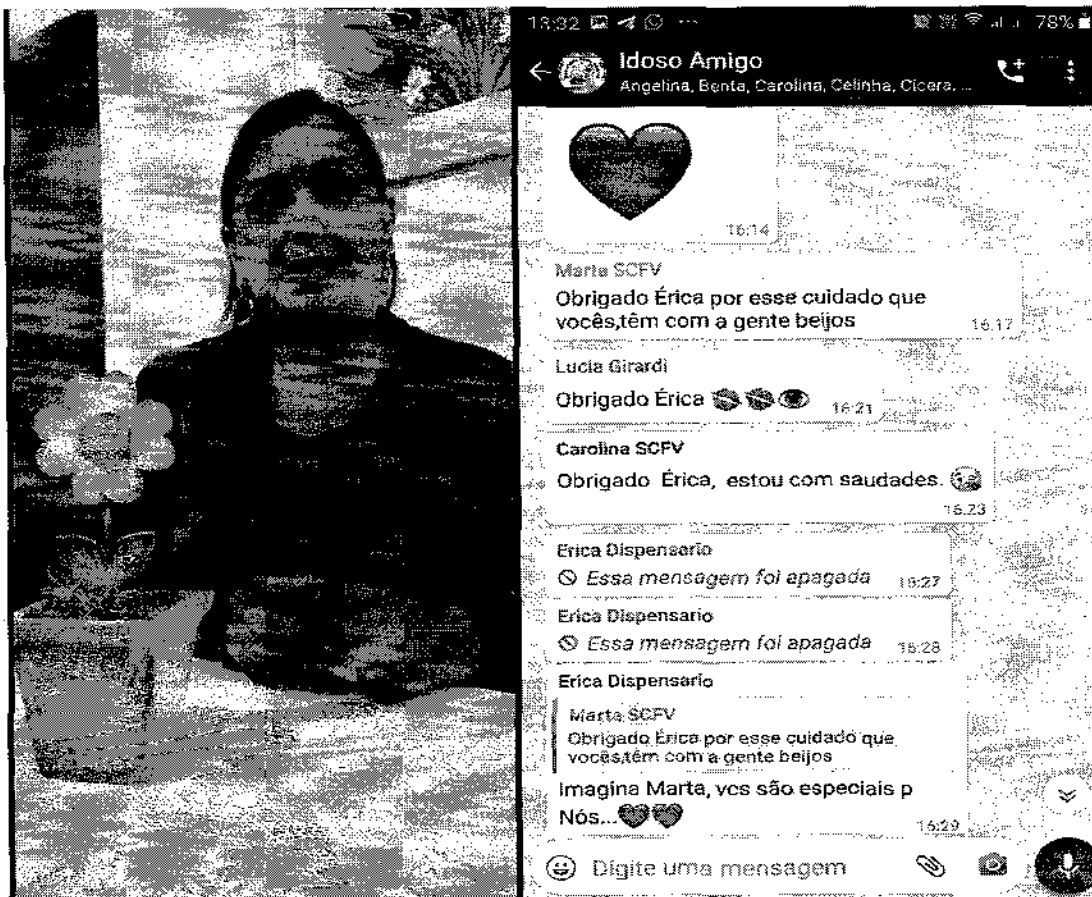 13:32
78%
Idoso Amigo
Angelina, Benta, Carolina, Celinha, Cícera, ...
16:14
Marta SCFV
Obrigado Érica por esse cuidado que
vocês,têm com a gente beijos
16:17
Lucia Girardi
Obrigado Érica
16:21
Carolina SCFV
Obrigado Érica, estou com saudades.
16:23
Erica Dispensario
Essa mensagem foi apagada
16:27
Erica Dispensario
Essa mensagem foi apagada
16:28
Erica Dispensario
Marta SCFV
Obrigado Érica por esse cuidado que
vocês,têm com a gente beijos
Imagina Marta, vcs são especiais p
Nós...
16:29
Digite uma mensagem